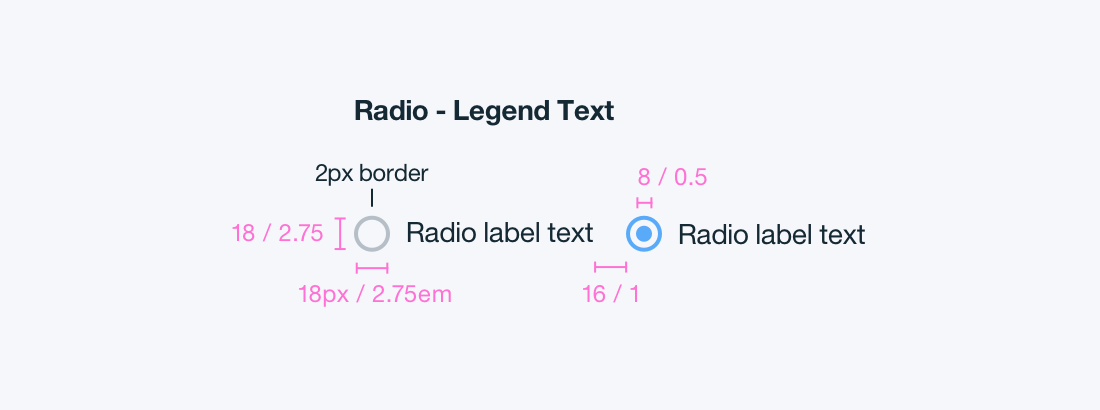 Radio - Legend Text
2px border
8 / 0.5
18 / 2.75
Radio label text
Radio label text
18px / 2.75em
16 / 1